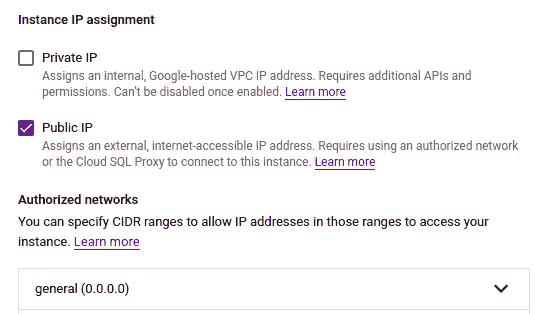 Instance IP assignment
Private IP
Assigns an internal, Google-hosted VPC IP address. Requires additional APIs and
permissions. Can't be disabled once enabled. Learn more
Public IP
Assigns an external, internet-accessible IP address. Requires using an authorized network
or the Cloud SQL Proxy to connect to this instance. Learn more
Authorized networks
You can specify CIDR ranges to allow IP addresses in those ranges to access your
instance. Learn more
general (0.0.0.0)